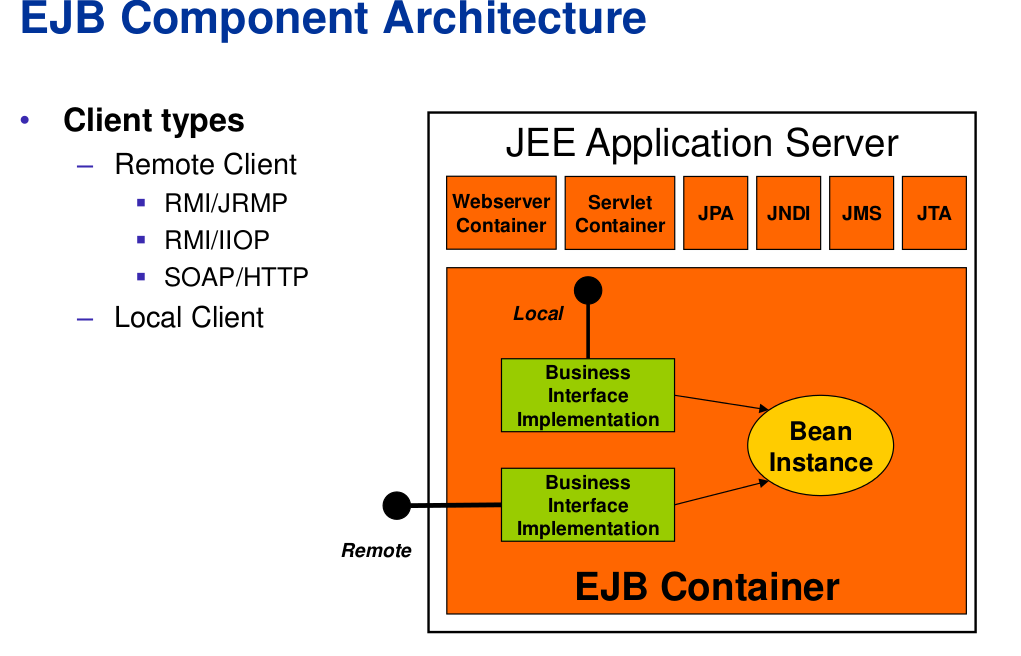 EJB Component Architecture
• Client types
– Remote Client
▪ RMI/JRMP
▪ RMI/IIOP
▪ SOAP/HTTP
– Local Client
JEE Application Server
Webserver
Container
Servlet
Container
JPA
JNDI
JMS
JTA
Local
Business
Interface
Implementation
Bean
Instance
Business
Interface
Implementation
Remote
EJB Container